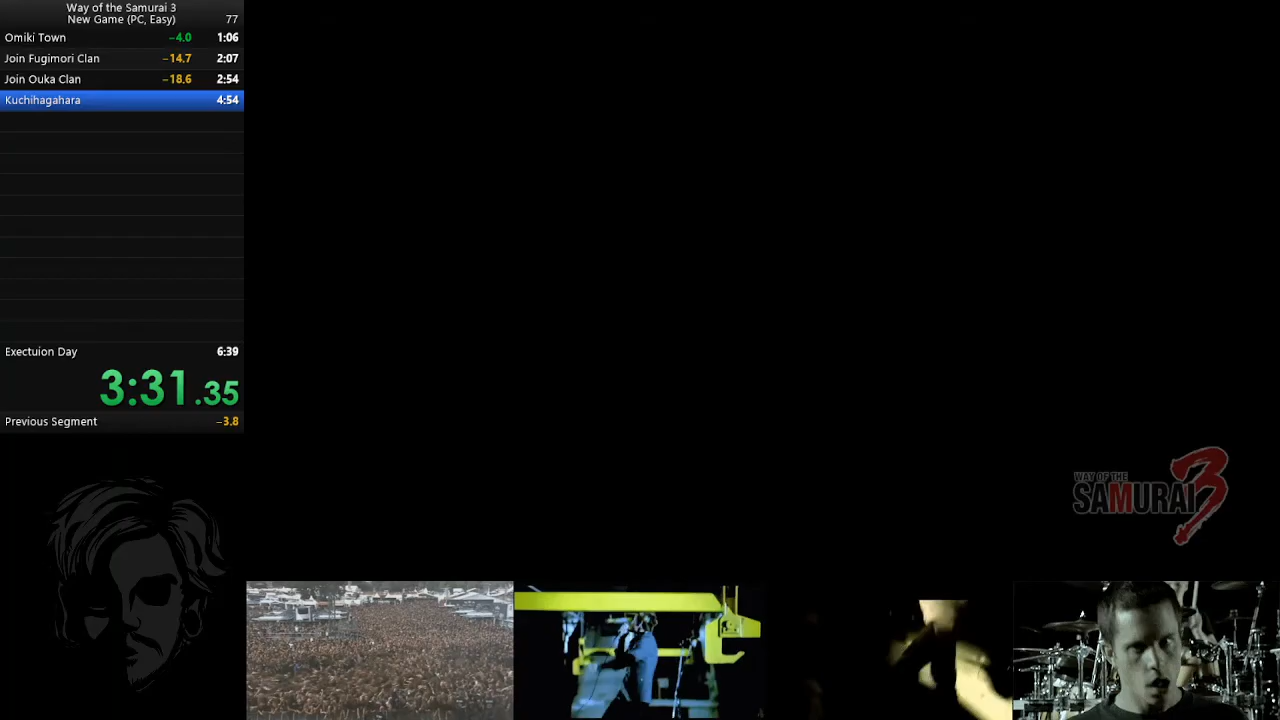 Way of the Samurai 3
New Game (PC, Easy) 77
Omiki Town -4.0 1:06
Join Fugimori Clan -14.7 2:07
Join Ouka Clan -18.6 2:54
Kuchihagahara 4:54
Exectuion Day 6:39
3:31.35
Previous Segment -3.8
WAY OF THE
SAMURAI 3